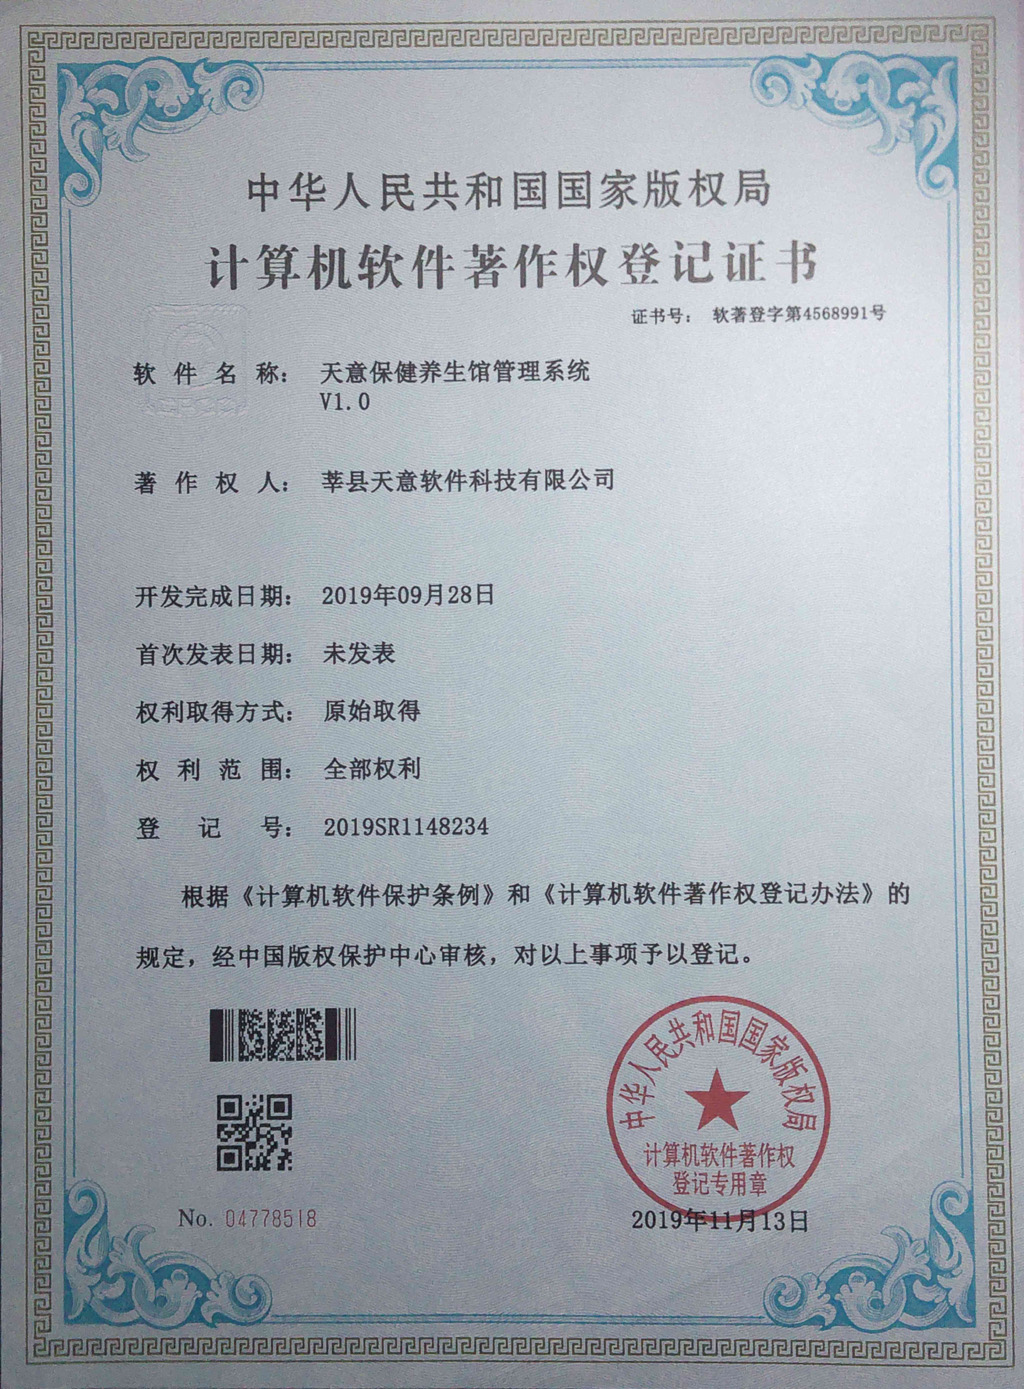 中华人民共和国国家版权局
计算机软件著作权登记证书
证书号： 软著登字第4568991号
软件名称： 天意保健养生馆管理系统
V1.0
著作权人： 莘县天意软件科技有限公司
开发完成日期： 2019年09月28日
首次发表日期： 未发表
权利取得方式： 原始取得
权利范围： 全部权利
登记号： 2019SR1148234
根据《计算机软件保护条例》和《计算机软件著作权登记办法》的
规定，经中国版权保护中心审核，对以上事项予以登记。
中华人民共和国国家版权局
计算机软件著作权
登记专用章
No. 04778518
2019年11月13日